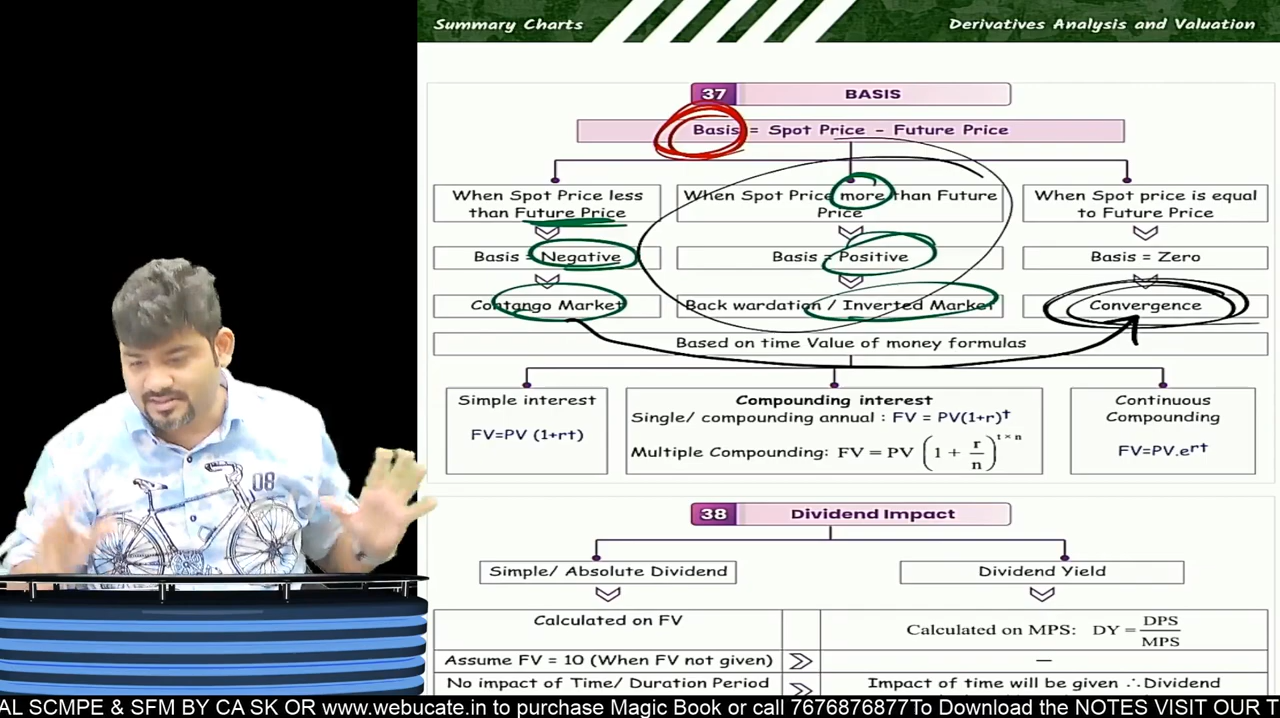 Summary Charts
Derivatives Analysis and Valuation
37 BASIS
Basis = Spot Price - Future Price
When Spot Price less than Future Price
When Spot Price more than Future Price
When Spot price is equal to Future Price
Basis = Negative
Basis = Positive
Basis = Zero
Contango Market
Back wardation / Inverted Market
Convergence
Based on time Value of money formulas
Simple interest
FV=PV (1+rt)
Compounding interest
Single/ compounding annual : FV = PV(1+r)^t
Multiple Compounding: FV = PV (1 + r/n)^t×n
Continuous Compounding
FV=PV.e^rt
38 Dividend Impact
Simple/ Absolute Dividend
Dividend Yield
Calculated on FV
Calculated on MPS: DY = DPS/MPS
Assume FV = 10 (When FV not given)
—
No impact of Time/ Duration Period
Impact of time will be given ∴ Dividend
08
AL SCMPE & SFM BY CA SK OR www.webucate.in to purchase Magic Book or call 7676876877To Download the NOTES VISIT OUR T